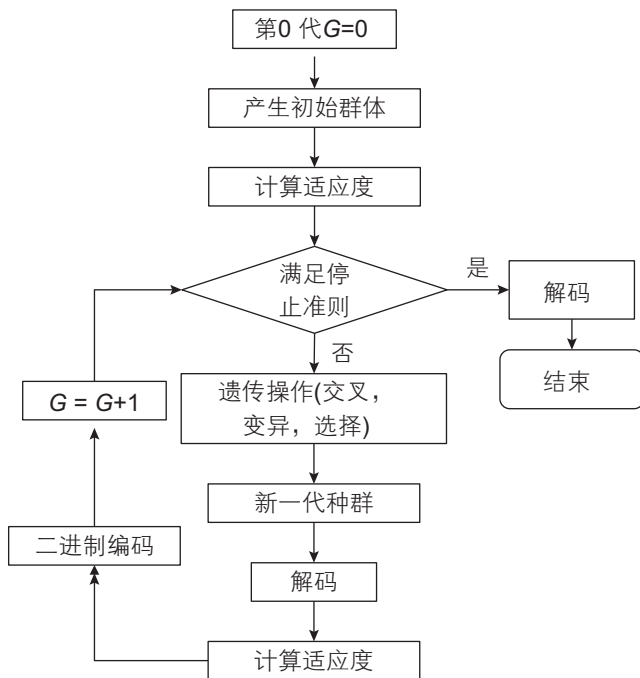 第0 代G=0
产生初始群体
计算适应度
满足停
止准则
是
解码
结束
否
遗传操作(交叉，
变异，选择)
G = G+1
新一代种群
二进制编码
解码
计算适应度